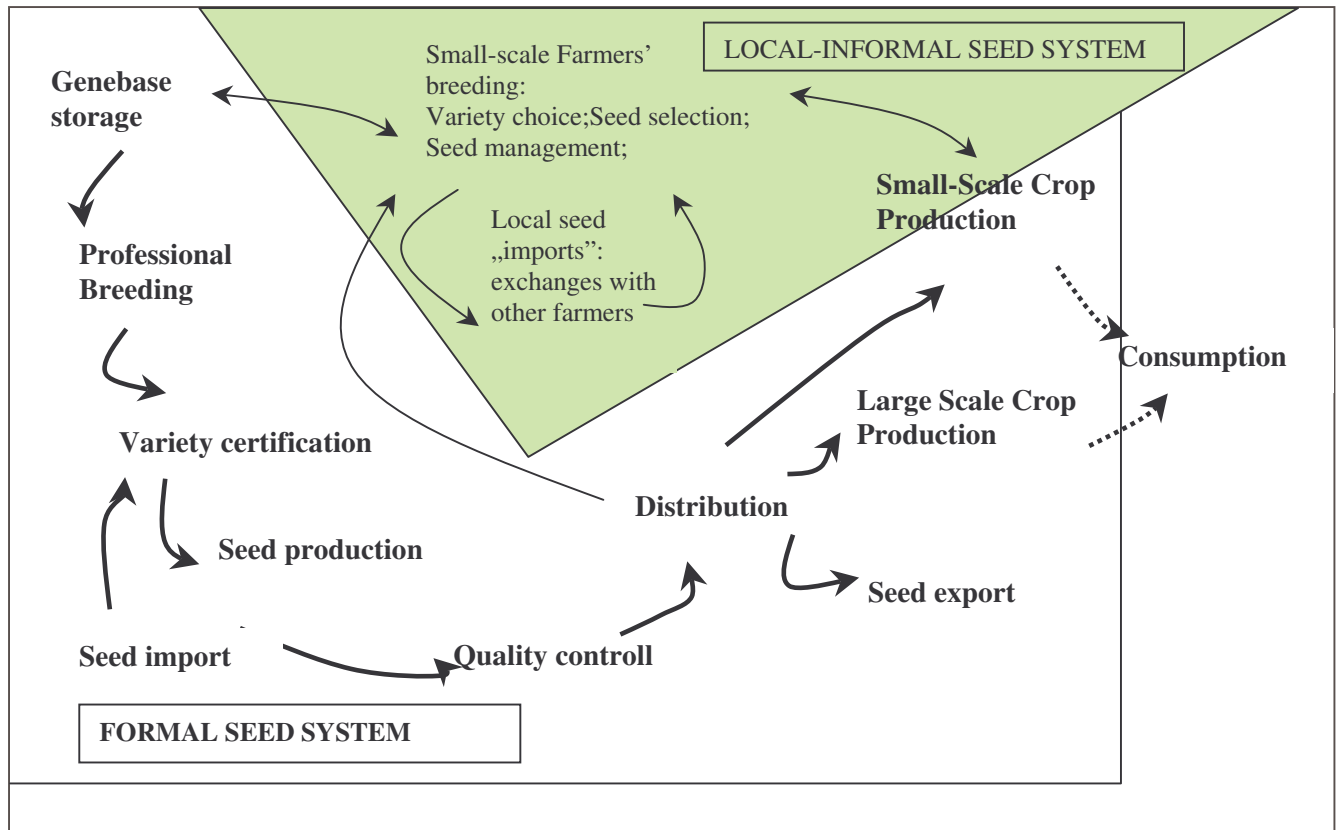 LOCAL-INFORMAL SEED SYSTEM
Small-scale Farmers’
breeding:
Variety choice;Seed selection;
Seed management;
Genebase
storage
Small-Scale Crop
Production
Local seed
„imports”:
exchanges with
other farmers
Professional
Breeding
Consumption
Large Scale Crop
Production
Variety certification
Distribution
Seed production
Seed export
Seed import
Quality controll
FORMAL SEED SYSTEM